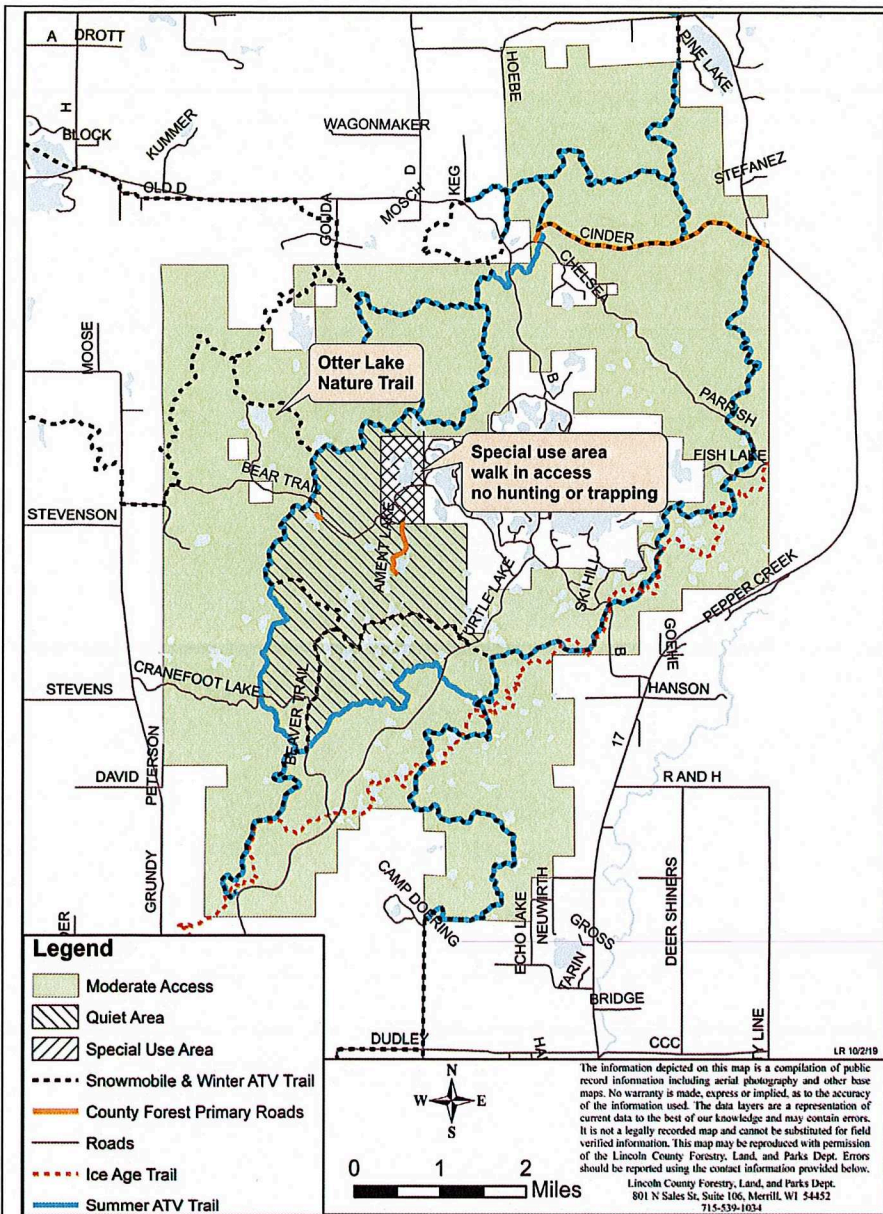 A DROTT
HOEBE
PINE LAKE
H
BLOCK
KUMMER
WAGONMAKER
D
KEG
STEFANEZ
OLD D
MOSCH
GOUDA
CINDER
CHELSEA
MOOSE
Otter Lake
Nature Trail
B
PARRISH
Special use area
walk in access
no hunting or trapping
FISH LAKE
BEAR TRAIL
STEVENSON
AMENT LAKE
TURTLE LAKE
SKI HILL
PEPPER CREEK
GOEHE
B
CRANEFOOT LAKE
STEVENS
HANSON
BEAVER TRAIL
17
PETERSON
DAVID
R AND H
GRUNDY
CAMP DOERING
ECHO LAKE
NEUWIRTH
GROSS
DEER SHINERS
TARIN
BRIDGE
DUDLEY
CCC
LR 10/2/19
Legend
Moderate Access
Quiet Area
Special Use Area
Snowmobile & Winter ATV Trail
County Forest Primary Roads
Roads
Ice Age Trail
Summer ATV Trail
N
W E
S
0 1 2
Miles
The information depicted on this map is a compilation of public
record information including aerial photography and other base
maps. No warranty is made, express or implied, as to the accuracy
of the information used. The data layers are a representation of
current data to the best of our knowledge and may contain errors.
It is not a legally recorded map and cannot be substituted for field
verified information. This map may be reproduced with permission
of the Lincoln County Forestry, Land, and Parks Dept. Errors
should be reported using the contact information provided below.
Lincoln County Forestry, Land, and Parks Dept.
801 N Sales St, Suite 106, Merrill, WI 54452
715-539-1034